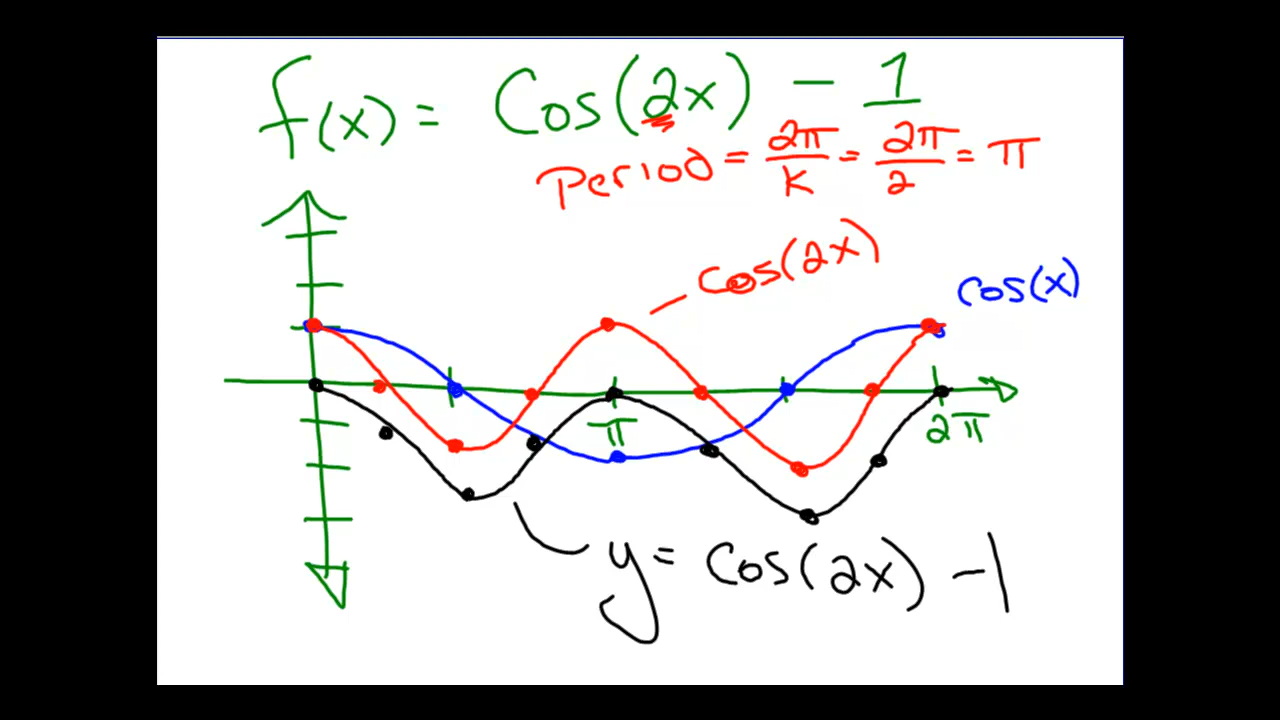 f(x) = Cos(2x) - 1
Period = 2π/K = 2π/2 = π
cos(2x)
cos(x)
π
2π
y = cos(2x) - 1